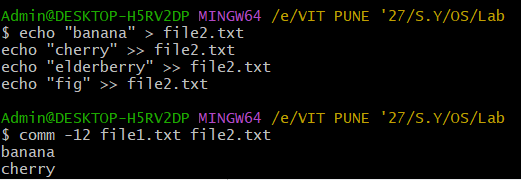 Admin@DESKTOP-H5RV2DP MINGW64 /e/VIT PUNE '27/S.Y/OS/Lab
$ echo "banana" > file2.txt
echo "cherry" >> file2.txt
echo "elderberry" >> file2.txt
echo "fig" >> file2.txt

Admin@DESKTOP-H5RV2DP MINGW64 /e/VIT PUNE '27/S.Y/OS/Lab
$ comm -12 file1.txt file2.txt
banana
cherry